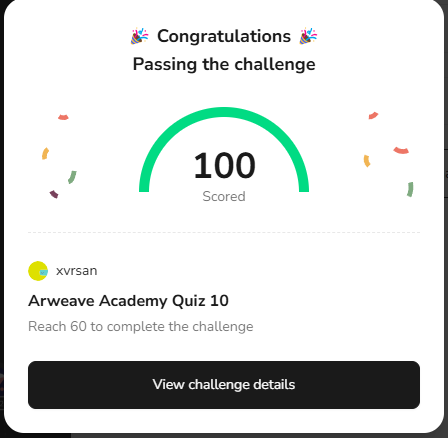 🎉 Congratulations 🎉
Passing the challenge
100
Scored
xvrsan
Arweave Academy Quiz 10
Reach 60 to complete the challenge
View challenge details